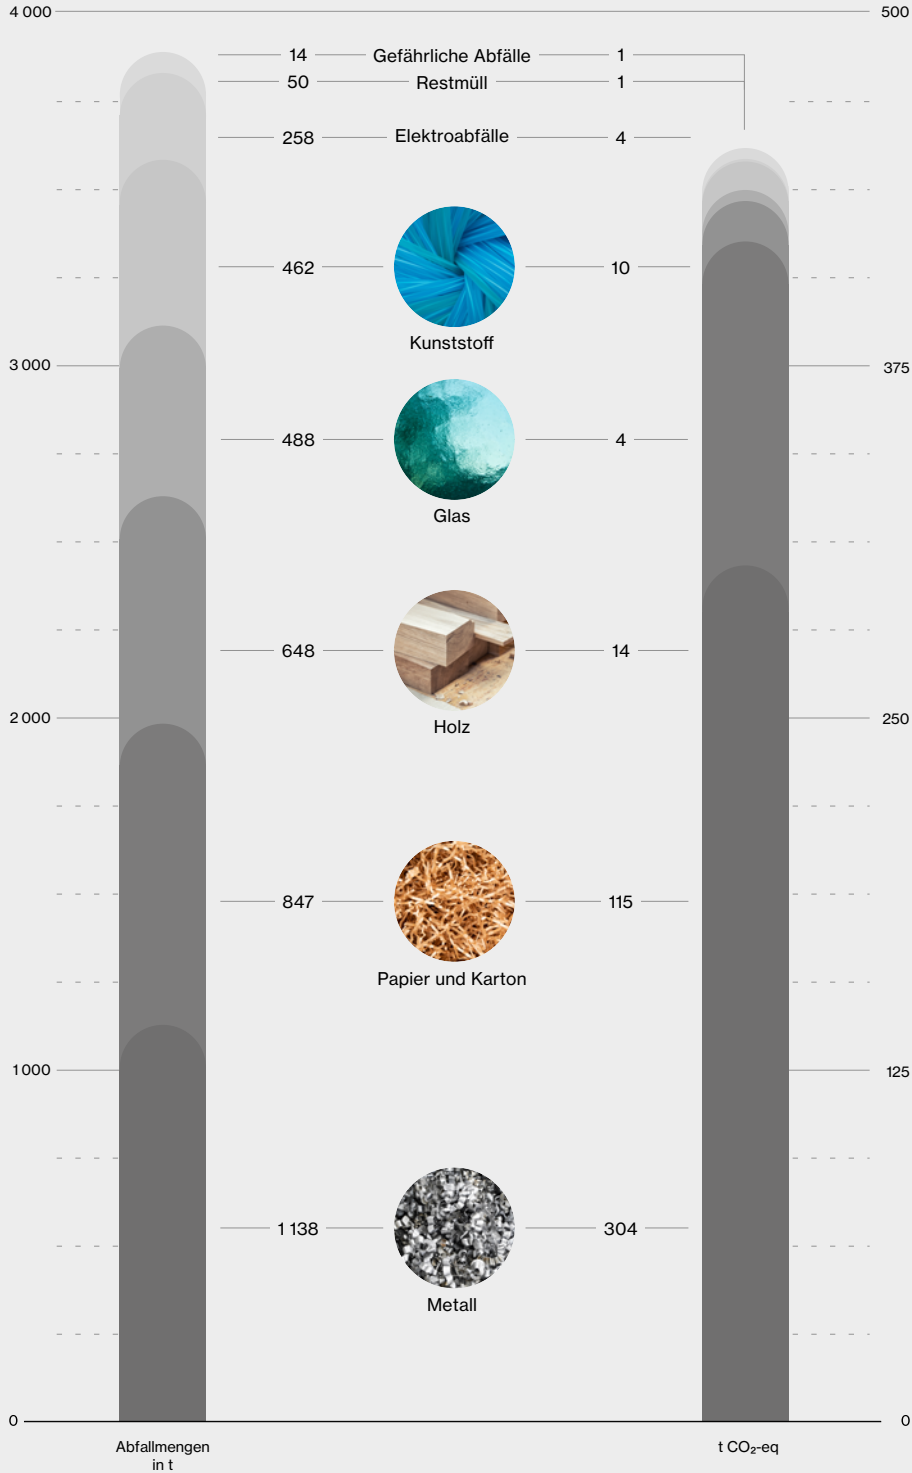 4 000 500
14 Gefährliche Abfälle 1
50 Restmüll 1
258 Elektroabfälle 4
462 10
Kunststoff
3 000 375
488 4
Glas
648 14
2 000 250
Holz
847 115
Papier und Karton
1 000 125
1 138 304
Metall
0 0
Abfallmengen t CO₂-eq
in t